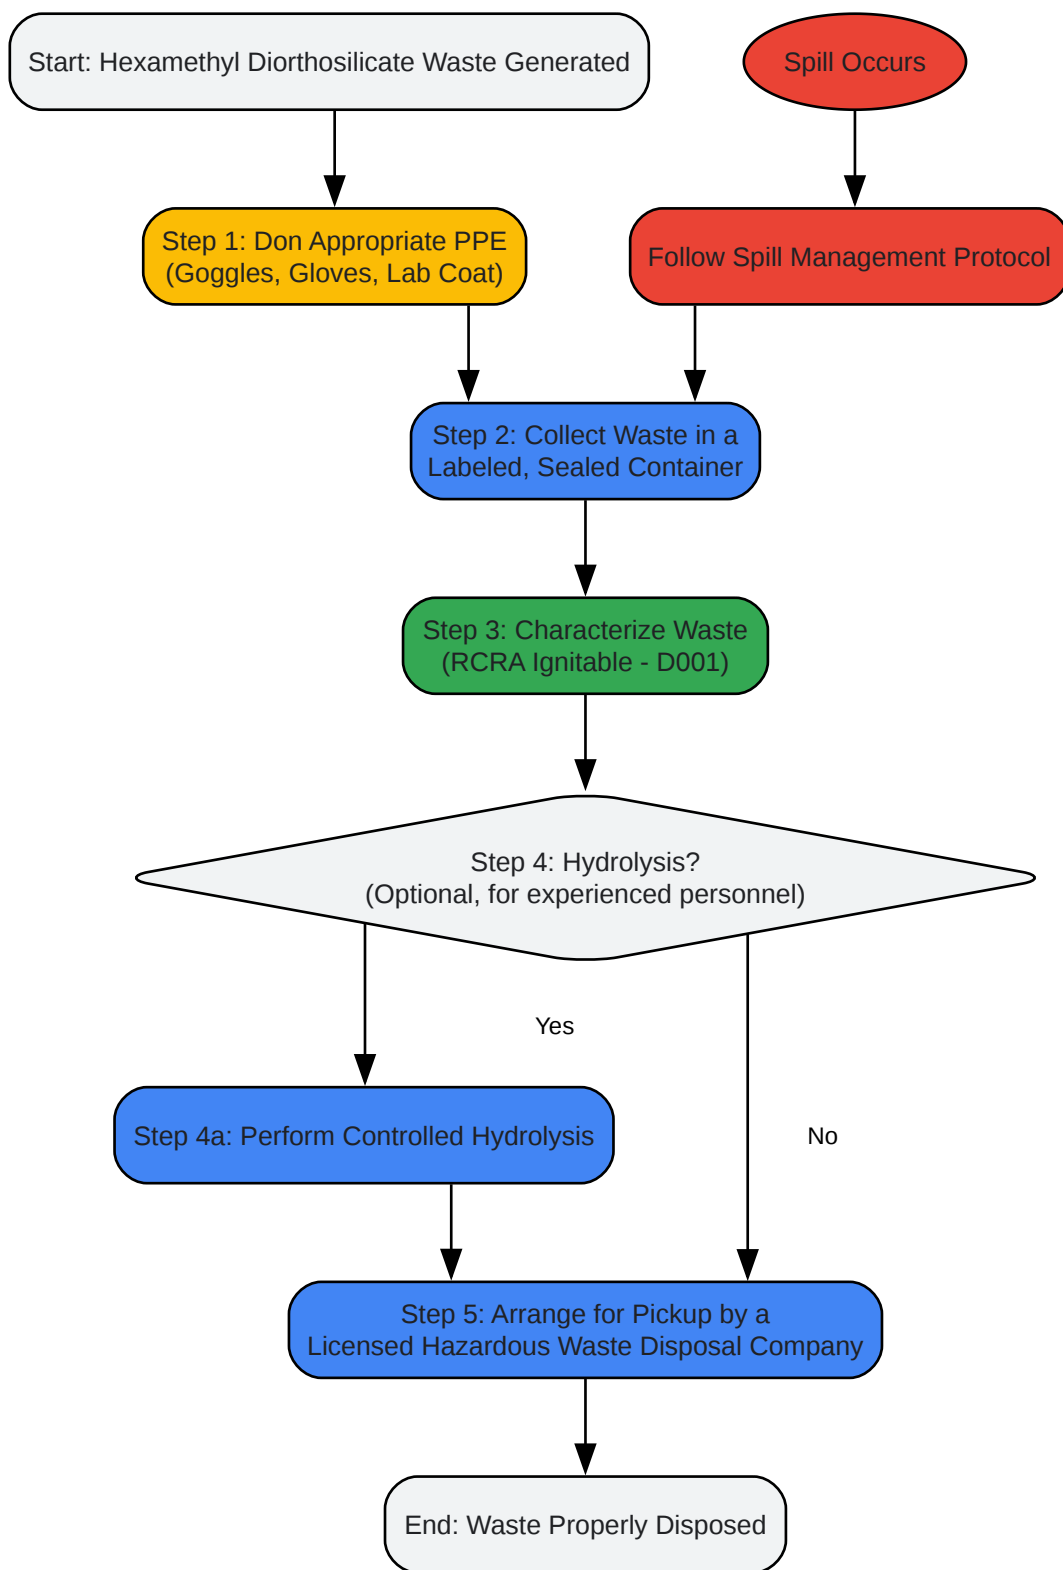 Start: Hexamethyl Diorthosilicate Waste Generated
Spill Occurs
Step 1: Don Appropriate PPE
(Goggles, Gloves, Lab Coat)
Follow Spill Management Protocol
Step 2: Collect Waste in a
Labeled, Sealed Container
Step 3: Characterize Waste
(RCRA Ignitable - D001)
Step 4: Hydrolysis?
(Optional, for experienced personnel)
Yes
Step 4a: Perform Controlled Hydrolysis
No
Step 5: Arrange for Pickup by a
Licensed Hazardous Waste Disposal Company
End: Waste Properly Disposed